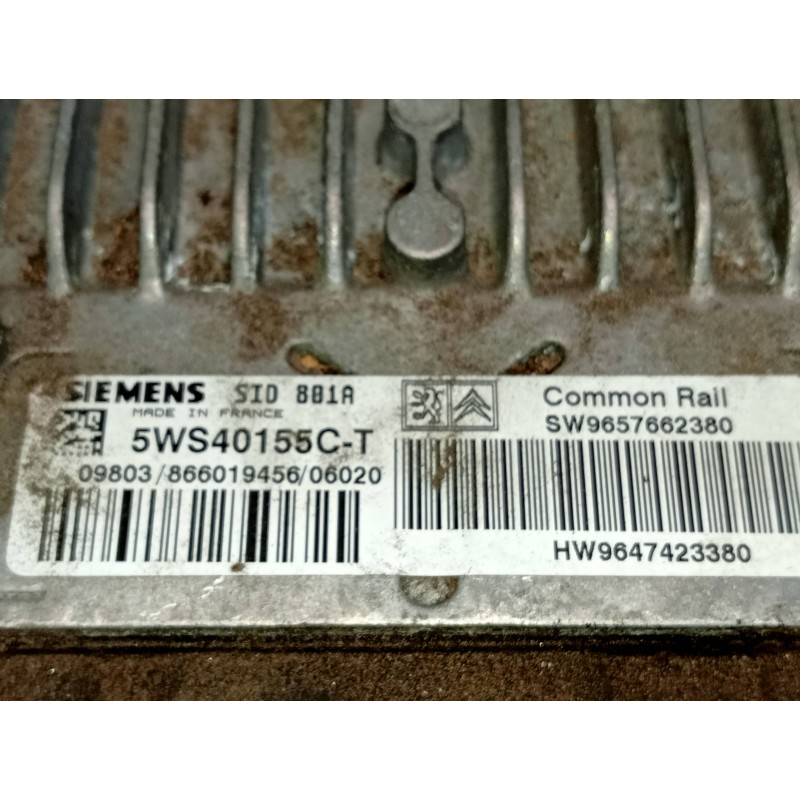 SIEMENS SID 801A
MADE IN FRANCE
5WS40155C-T
09803/866019456/06020
Common Rail
SW9657662380
HW9647423380